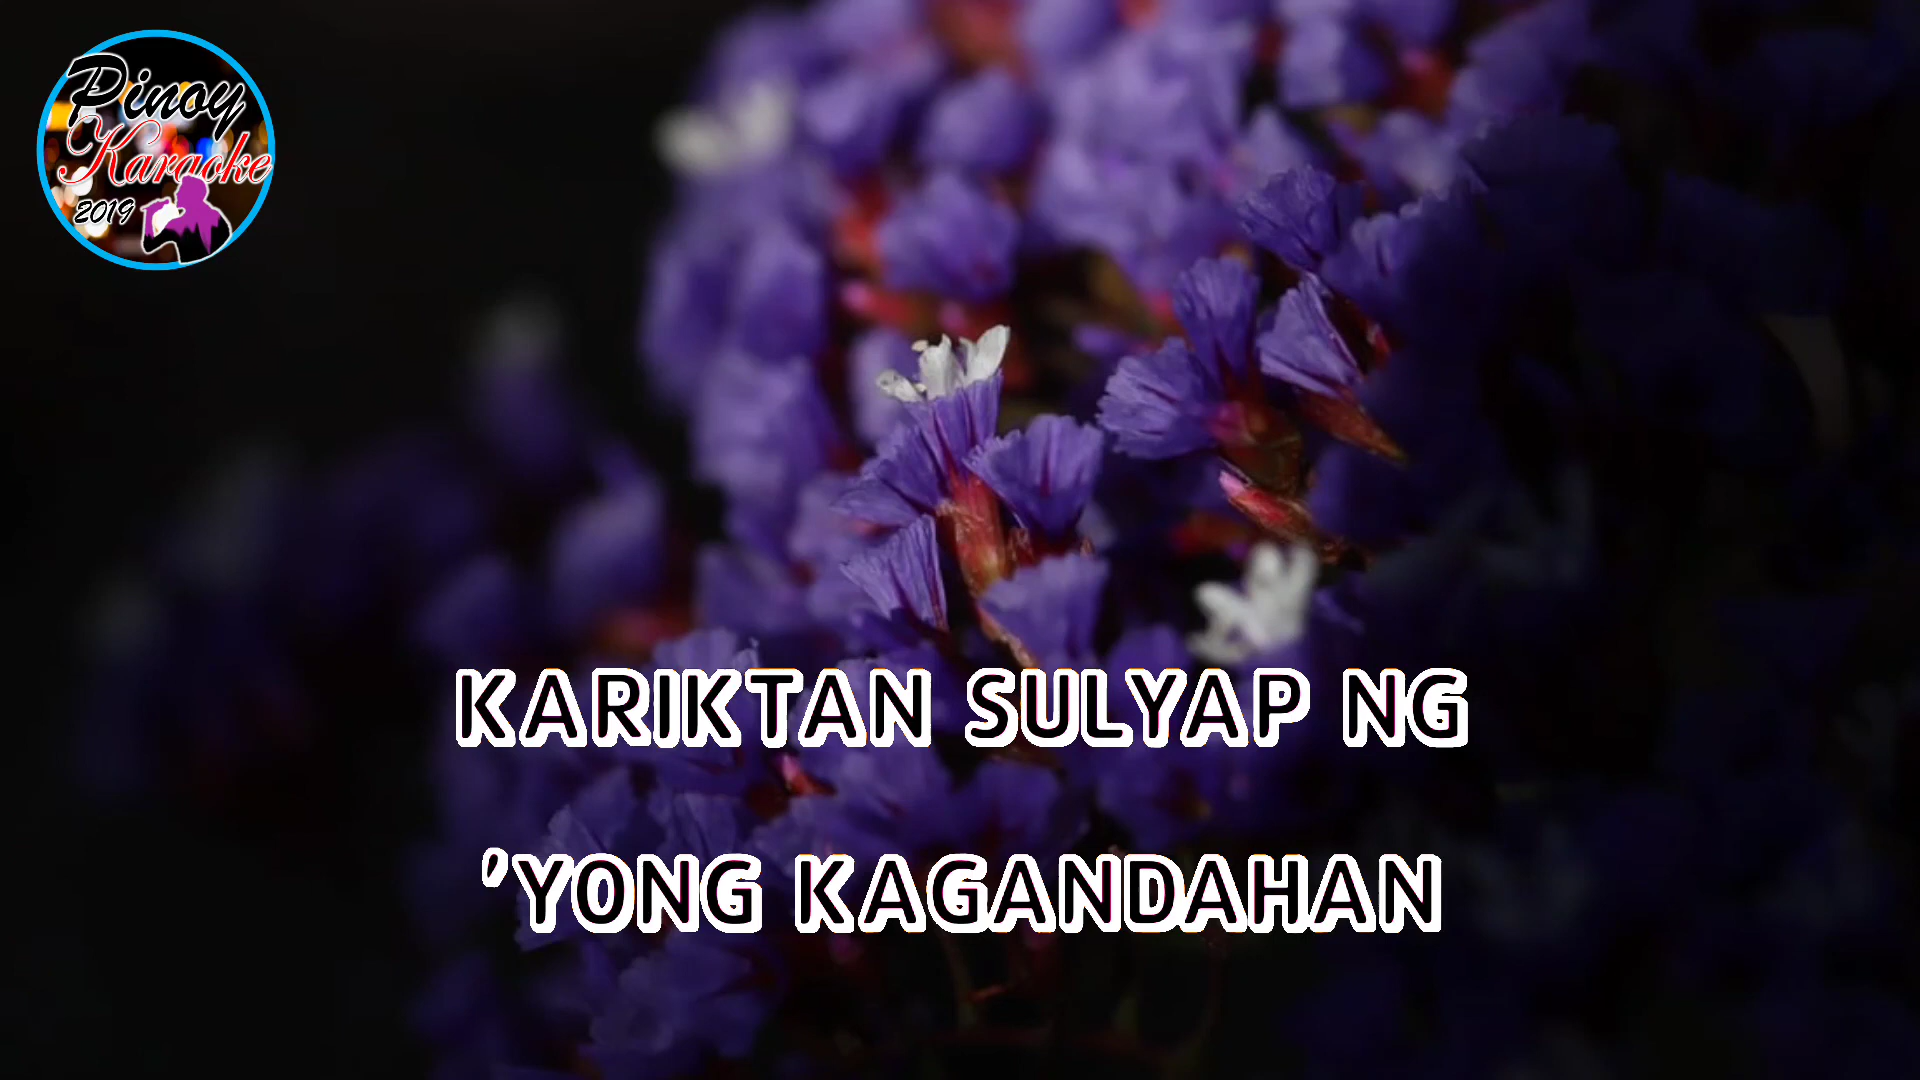 Pinoy
Karaoke
2019
KARIKTAN SULYAP NG
'YONG KAGANDAHAN